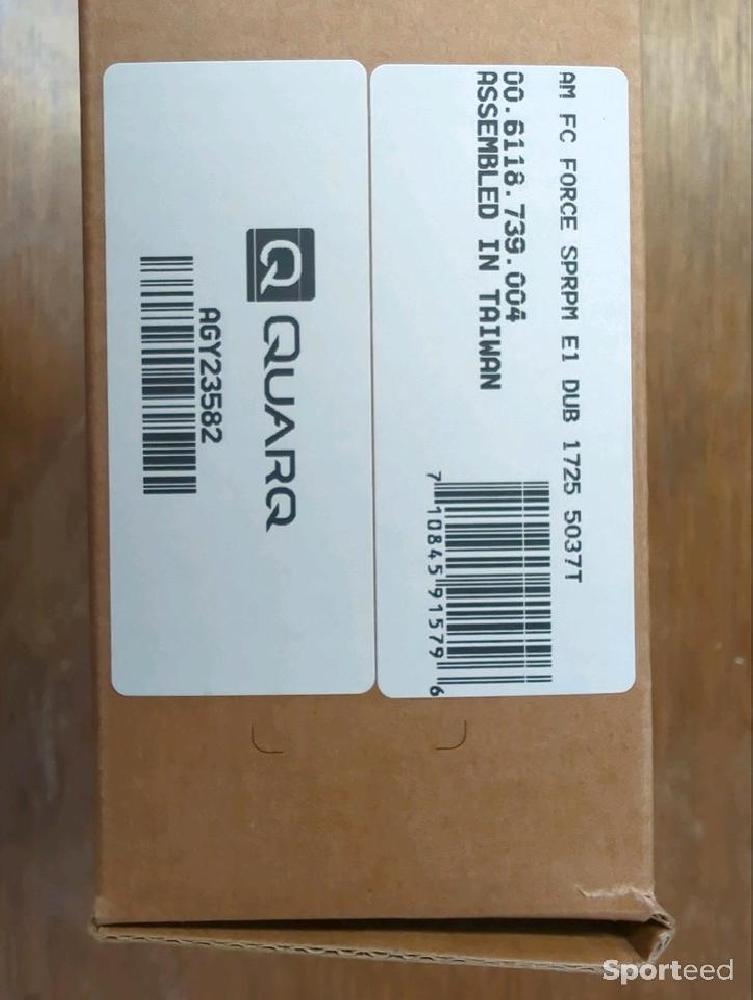 AM FC FORCE SPRPM E1 DUB 1725 5037T
00.6118.739.004
ASSEMBLED IN TAIWAN
7 10845 91579 6
Q QUARQ
AGY23582
Sporteed